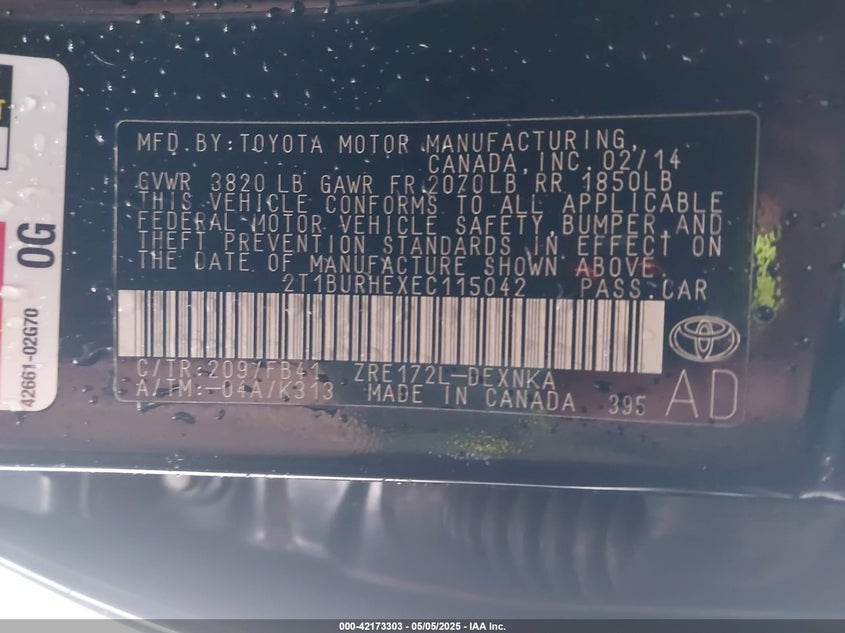 MFD. BY: TOYOTA MOTOR MANUFACTURING,
CANADA, INC. 02/14
GVWR 3820 LB GAWR FR 2070LB RR 1850LB
THIS VEHICLE CONFORMS TO ALL APPLICABLE
FEDERAL MOTOR VEHICLE SAFETY, BUMPER, AND
THEFT PREVENTION STANDARDS IN EFFECT ON
THE DATE OF MANUFACTURE SHOWN ABOVE.
2T1BURHEXEC115042 PASS. CAR
C/TR: 209/FB41 ZRE172L-DEXNKA
A/TM: -04A/K313 MADE IN CANADA 395
AD
0G
42661-02G70
000-42173303 - 05/05/2025 - IAA Inc.